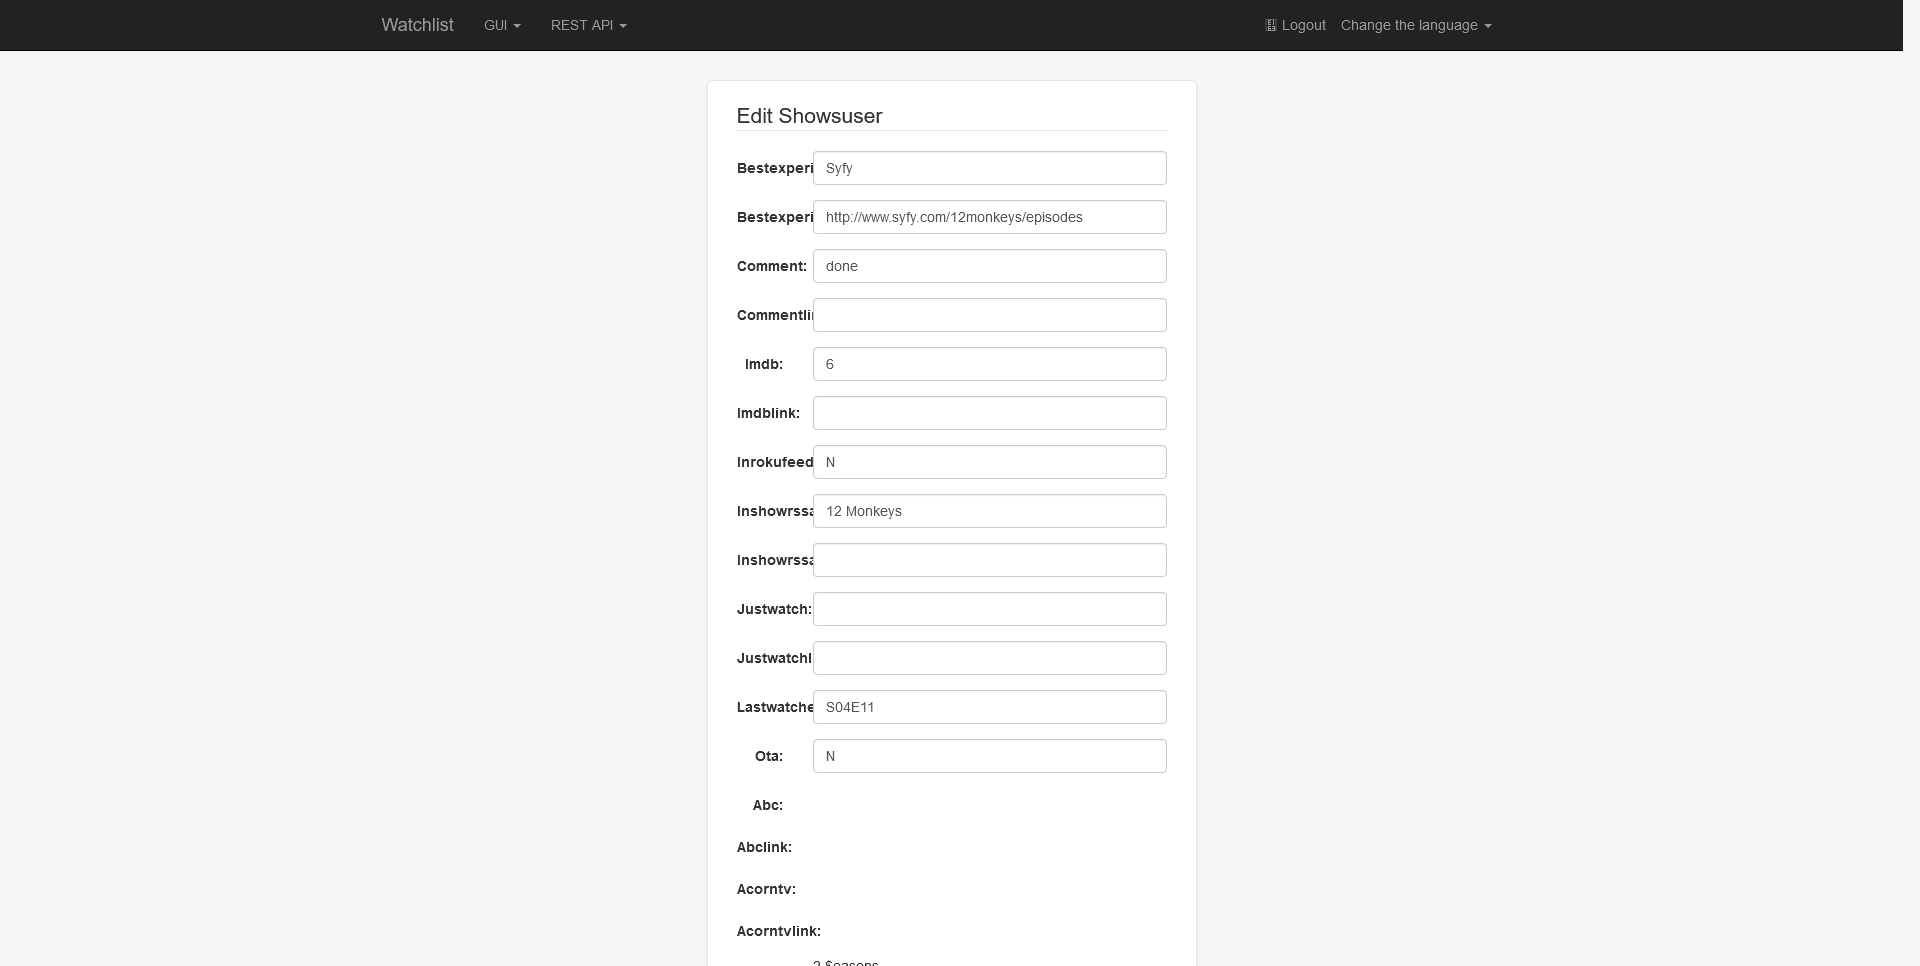 Watchlist GUI REST API Logout Change the language
Edit Showsuser
Bestexperi Syfy
Bestexperi http://www.syfy.com/12monkeys/episodes
Comment: done
Commentli
Imdb: 6
Imdblink:
Inrokufeed N
Inshowrssa 12 Monkeys
Inshowrssa
Justwatch:
Justwatchl
Lastwatche S04E11
Ota: N
Abc:
Abclink:
Acorntv:
Acorntvlink: